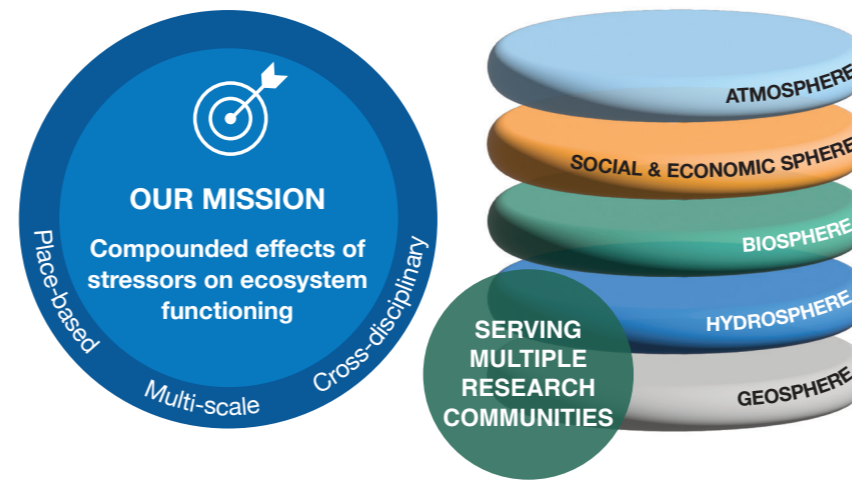 OUR MISSION
Compounded effects of
stressors on ecosystem
functioning
Place-based
Multi-scale
Cross-disciplinary
ATMOSPHERE
SOCIAL & ECONOMIC SPHERE
BIOSPHERE
HYDROSPHERE
GEOSPHERE
SERVING
MULTIPLE
RESEARCH
COMMUNITIES